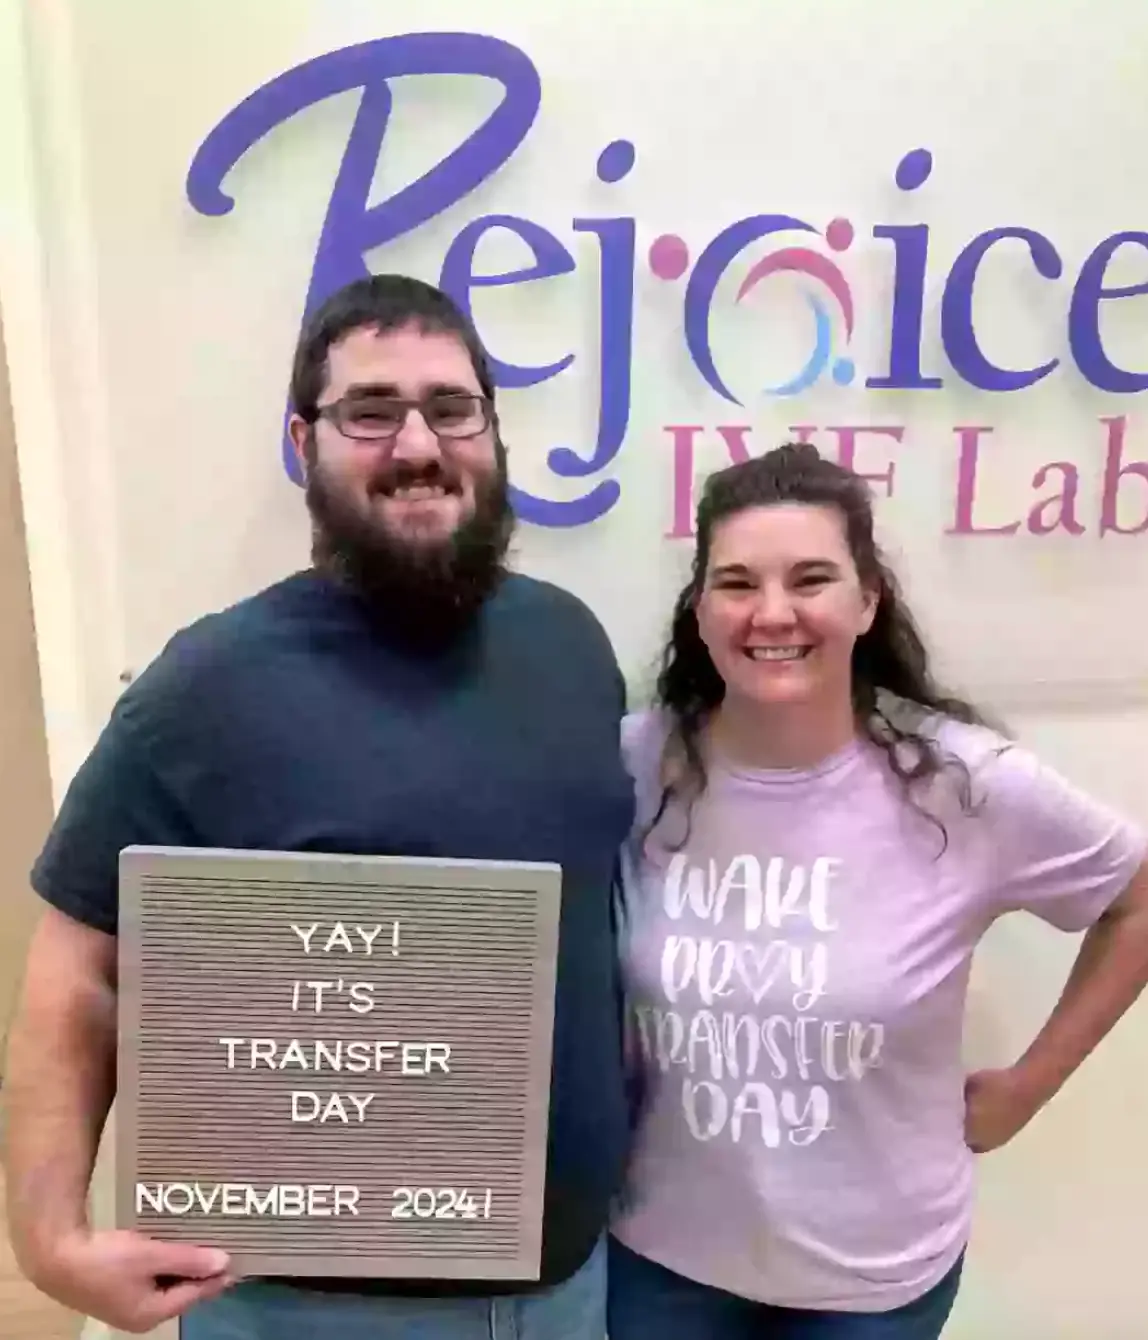 Rejoice
IVF Lab
YAY!
IT'S
TRANSFER
DAY
NOVEMBER 2024!
WAKE
PRAY
TRANSFER
DAY